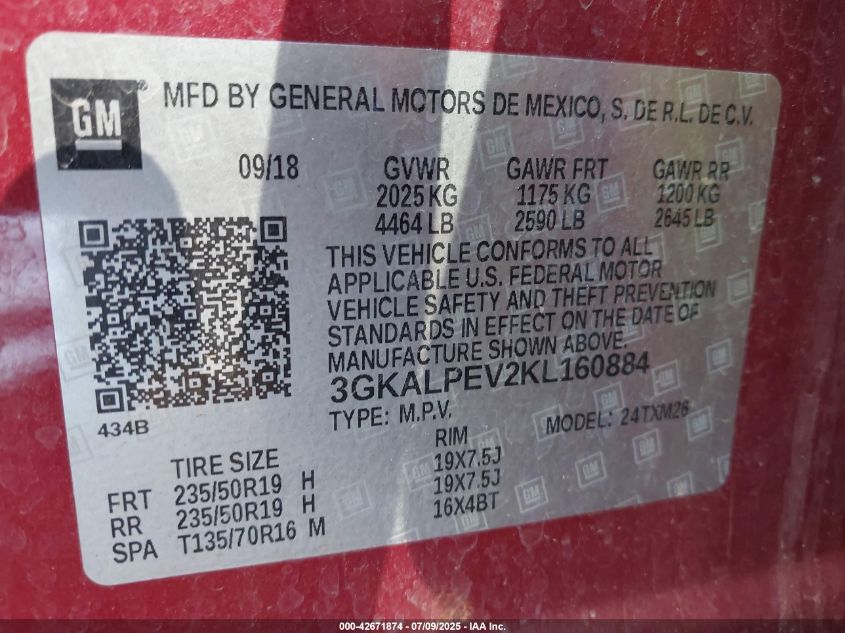 GM
MFD BY GENERAL MOTORS DE MEXICO, S. DE R.L. DE C.V.
09/18 GVWR GAWR FRT GAWR RR
2025 KG 1175 KG 1200 KG
4464 LB 2590 LB 2645 LB
THIS VEHICLE CONFORMS TO ALL
APPLICABLE U.S. FEDERAL MOTOR
VEHICLE SAFETY AND THEFT PREVENTION
STANDARDS IN EFFECT ON THE DATE OF
MANUFACTURE SHOWN ABOVE.
3GKALPEV2KL160884
434B TYPE: M.P.V. MODEL: 24TXM26
TIRE SIZE RIM
FRT 235/50R19 H 19X7.5J
RR 235/50R19 H 19X7.5J
SPA T135/70R16 M 16X4BT
000-42671874 | 07/09/2025 - IAA Inc.